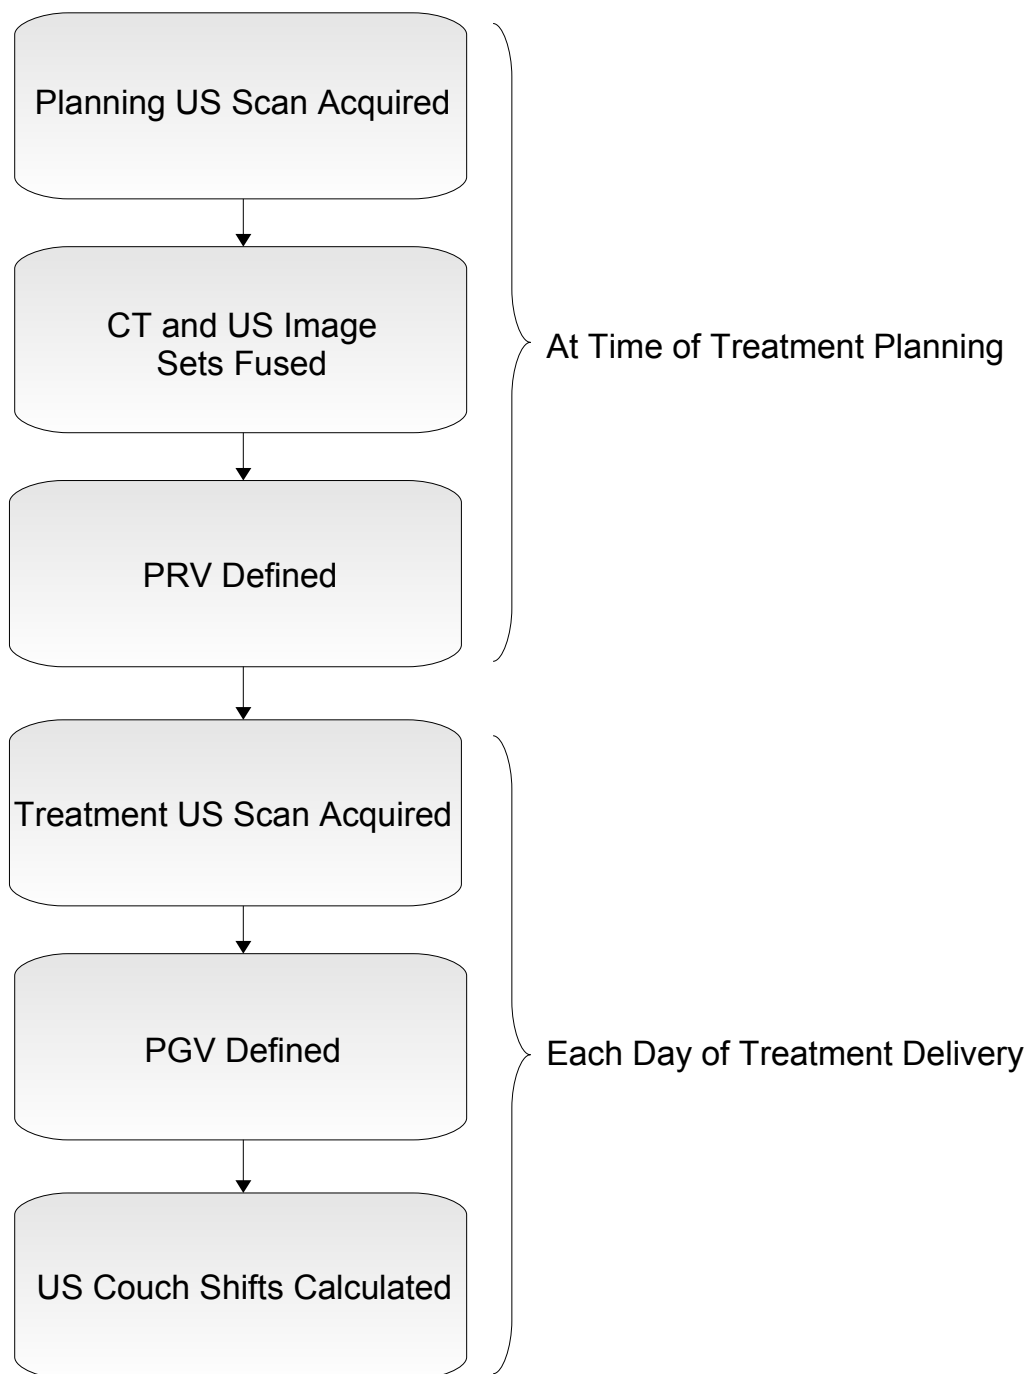 Planning US Scan Acquired
CT and US Image
Sets Fused
At Time of Treatment Planning
PRV Defined
Treatment US Scan Acquired
PGV Defined
Each Day of Treatment Delivery
US Couch Shifts Calculated